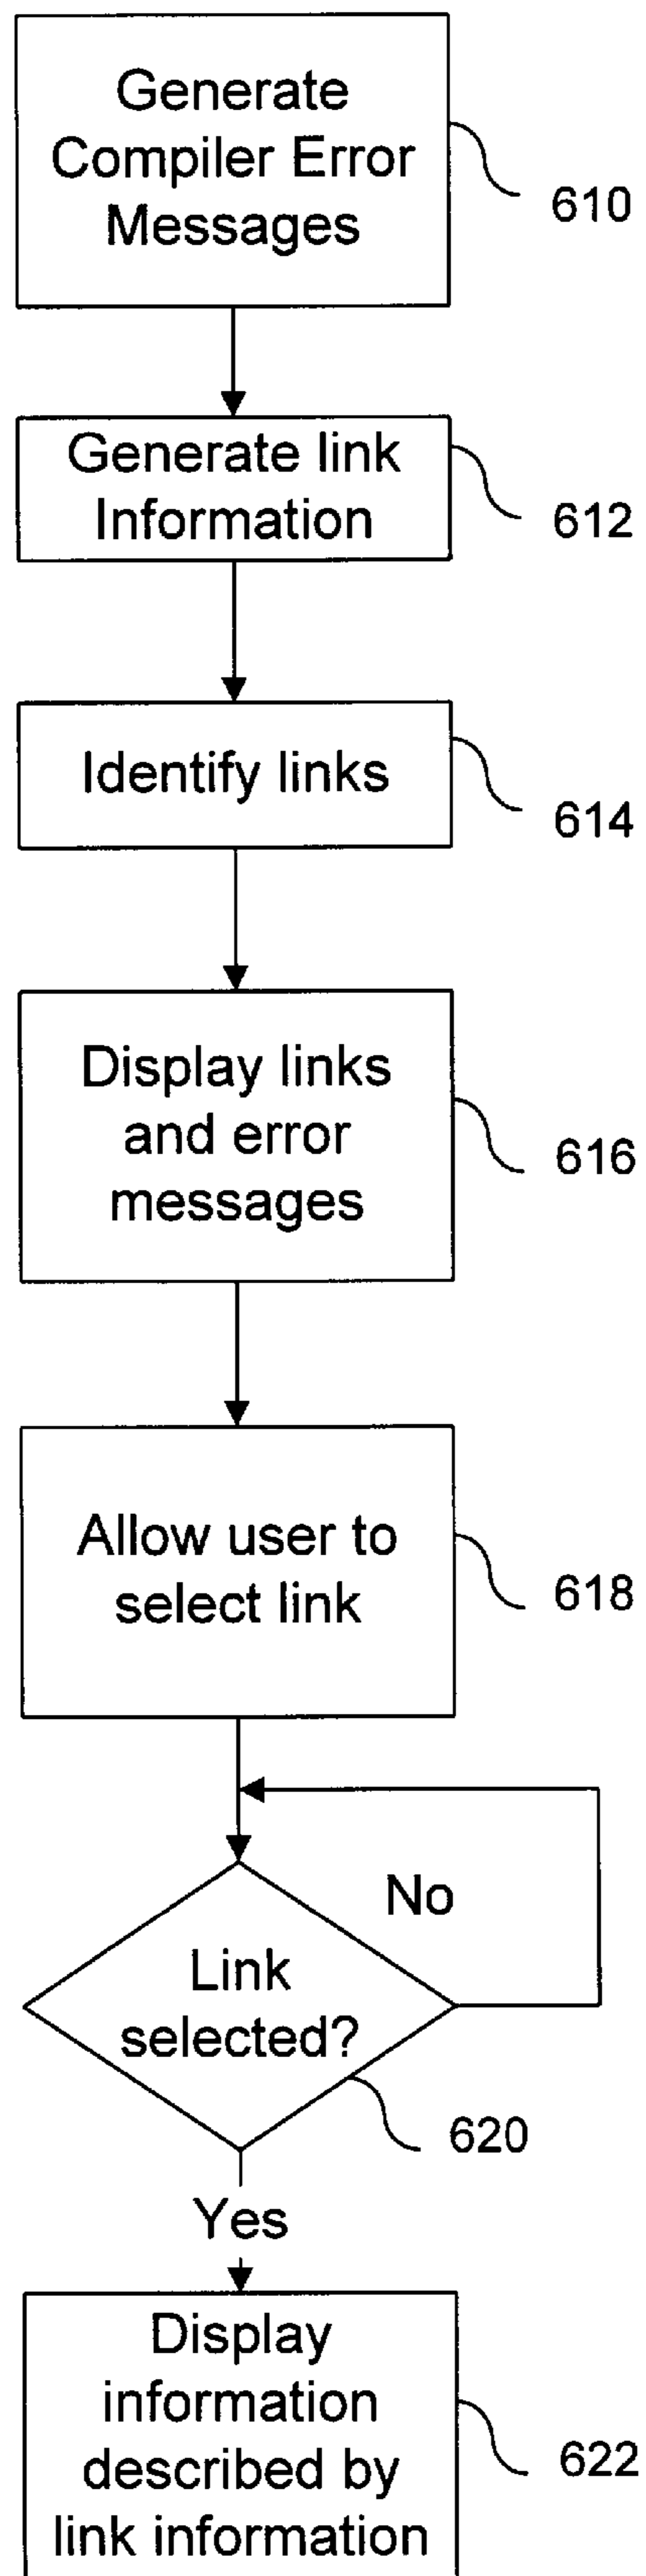 Generate
Compiler Error
Messages
610
Generate link
Information
612
Identify links
614
Display links
and error
messages
616
Allow user to
select link
618
No
Link
selected?
620
Yes
Display
information
described by
link information
622